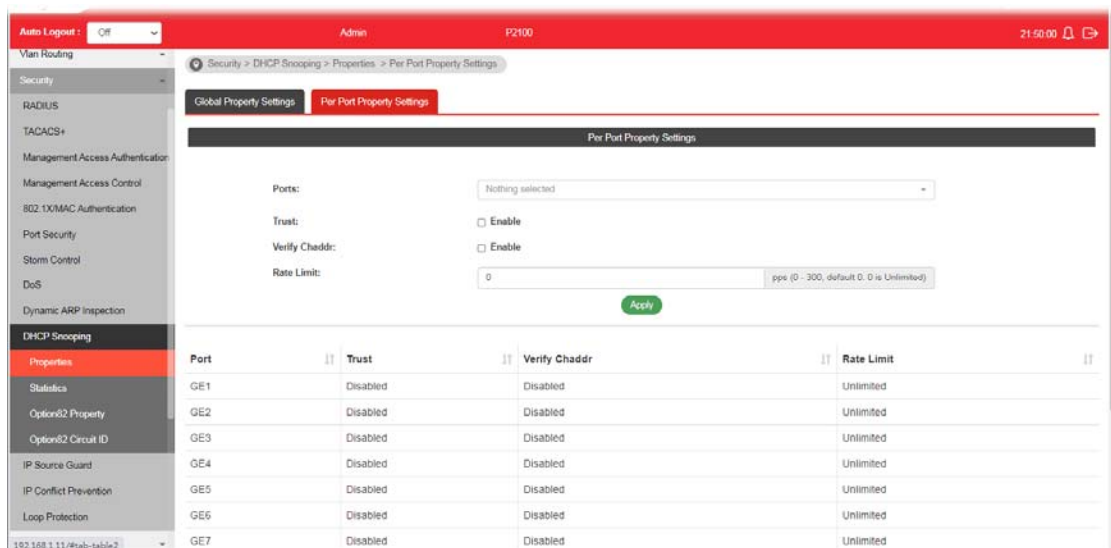 Auto Logout : Off Admin P2100 21:50:00
Vlan Routing
Security > DHCP Snooping > Properties > Per Port Property Settings
Security
RADIUS
TACACS+
Management Access Authentication
Management Access Control
802.1X/MAC Authentication
Port Security
Storm Control
DoS
Dynamic ARP Inspection
DHCP Snooping
Properties
Statistics
Option82 Property
Option82 Circuit ID
IP Source Guard
IP Conflict Prevention
Loop Protection
192.168.1.11/#tab-table2
Global Property Settings Per Port Property Settings
Per Port Property Settings
Ports: Nothing selected
Trust: Enable
Verify Chaddr: Enable
Rate Limit: 0 pps (0 - 300, default 0. 0 is Unlimited)
Apply
Port Trust Verify Chaddr Rate Limit
GE1 Disabled Disabled Unlimited
GE2 Disabled Disabled Unlimited
GE3 Disabled Disabled Unlimited
GE4 Disabled Disabled Unlimited
GE5 Disabled Disabled Unlimited
GE6 Disabled Disabled Unlimited
GE7 Disabled Disabled Unlimited